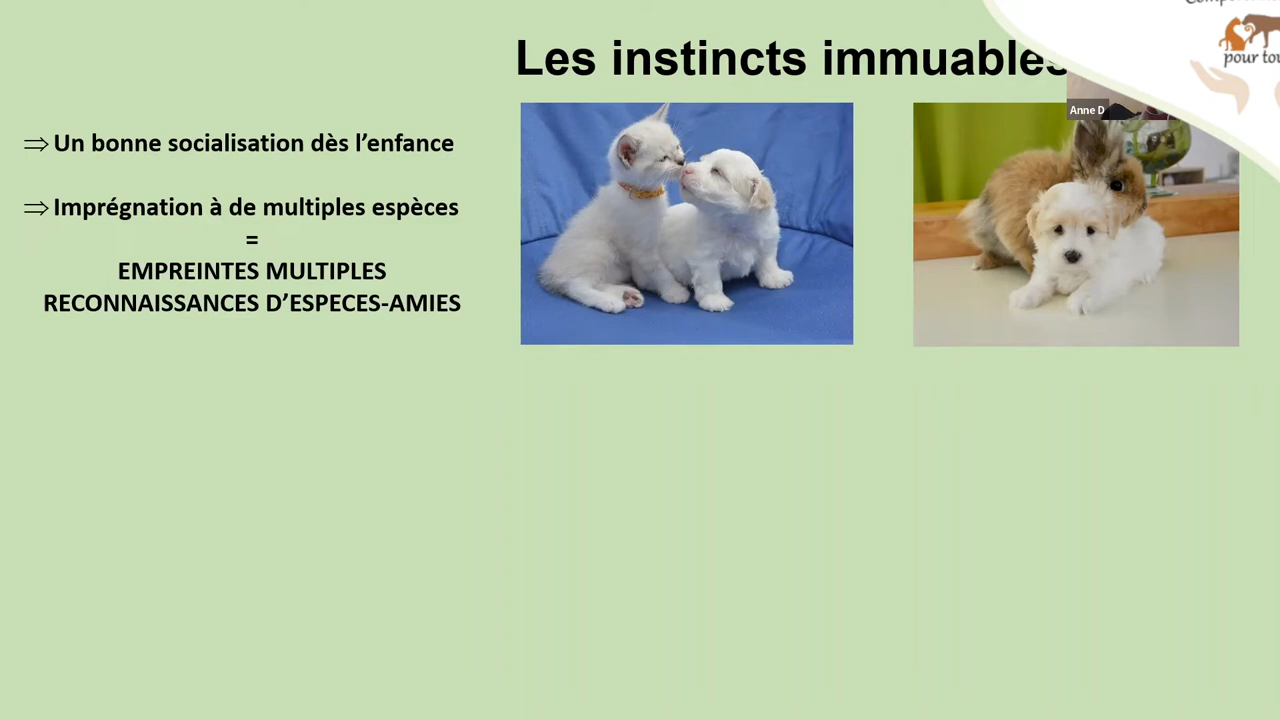 Les instincts immuables
Anne D
pour tou
⇒ Un bonne socialisation dès l’enfance
⇒ Imprégnation à de multiples espèces
=
EMPREINTES MULTIPLES
RECONNAISSANCES D’ESPECES-AMIES